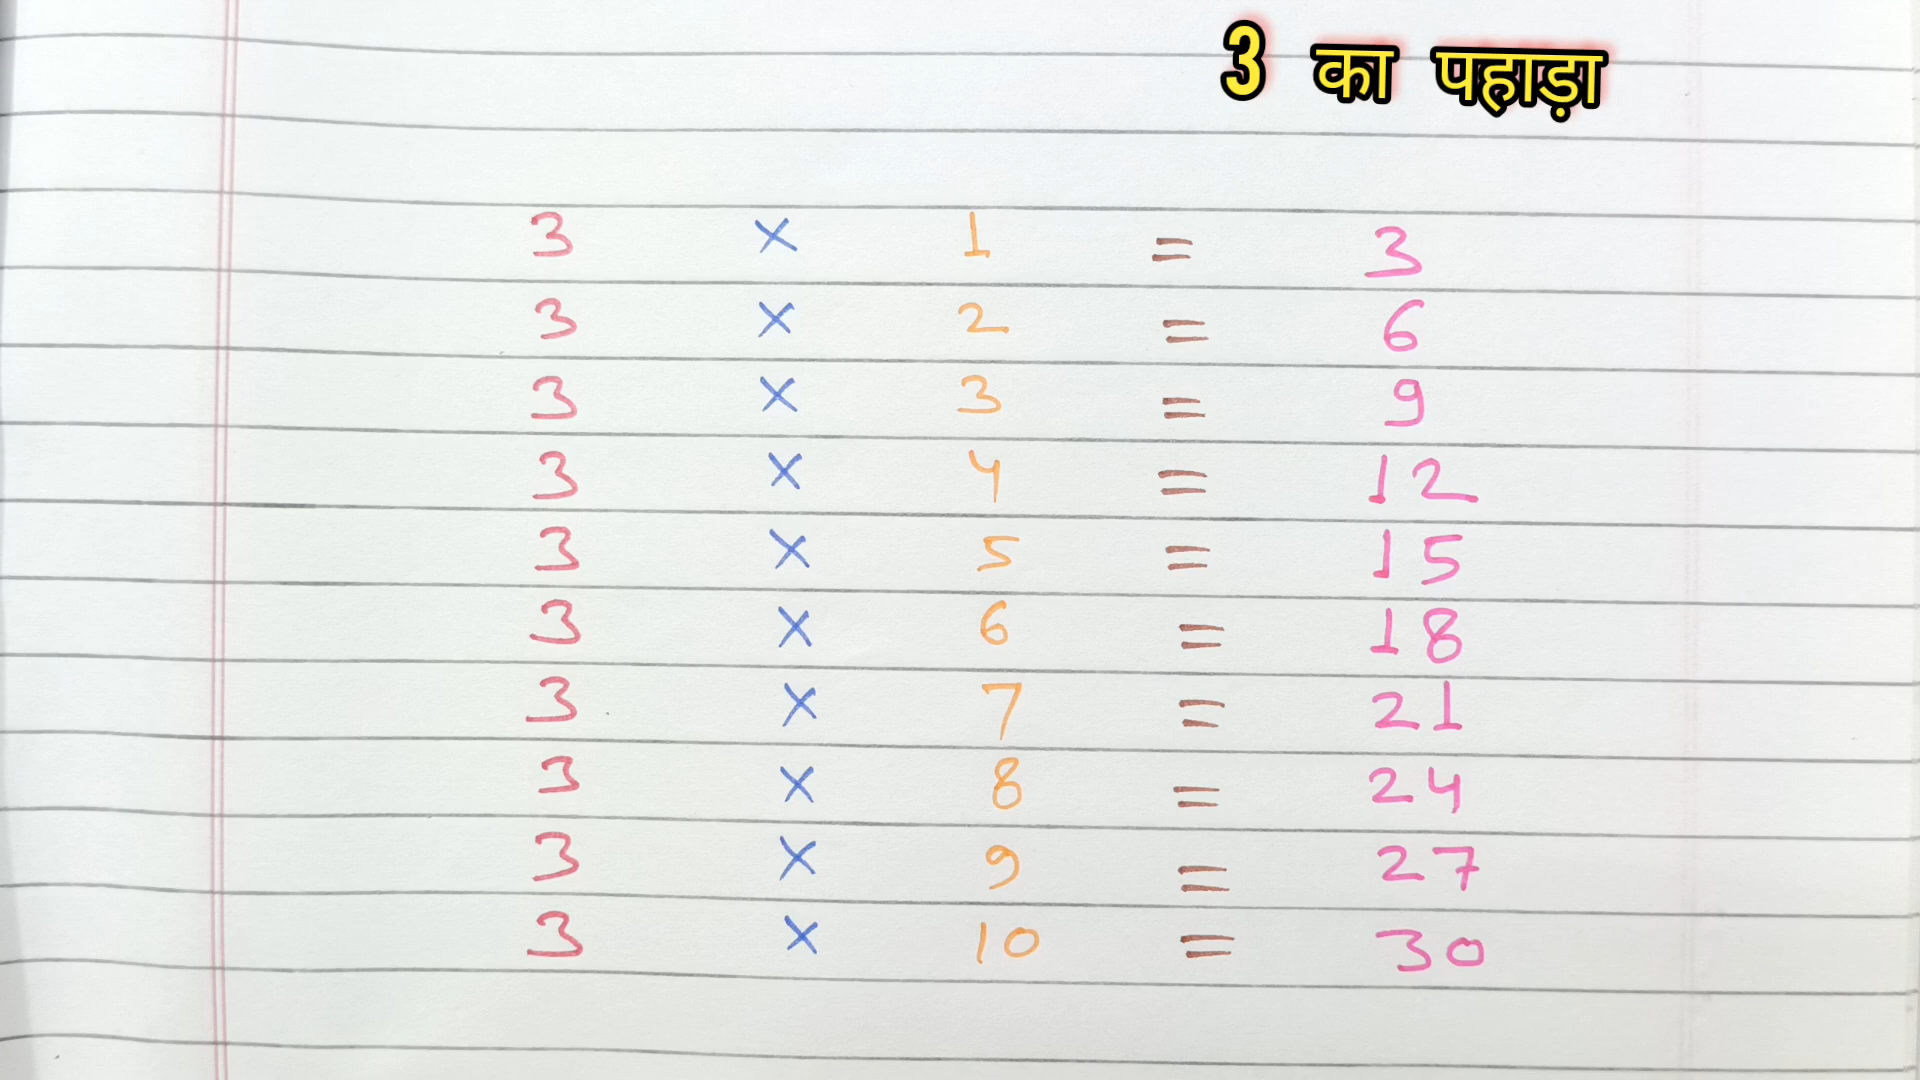 3 का पहाड़ा
3 × 1 = 3
3 × 2 = 6
3 × 3 = 9
3 × 4 = 12
3 × 5 = 15
3 × 6 = 18
3 × 7 = 21
3 × 8 = 24
3 × 9 = 27
3 × 10 = 30